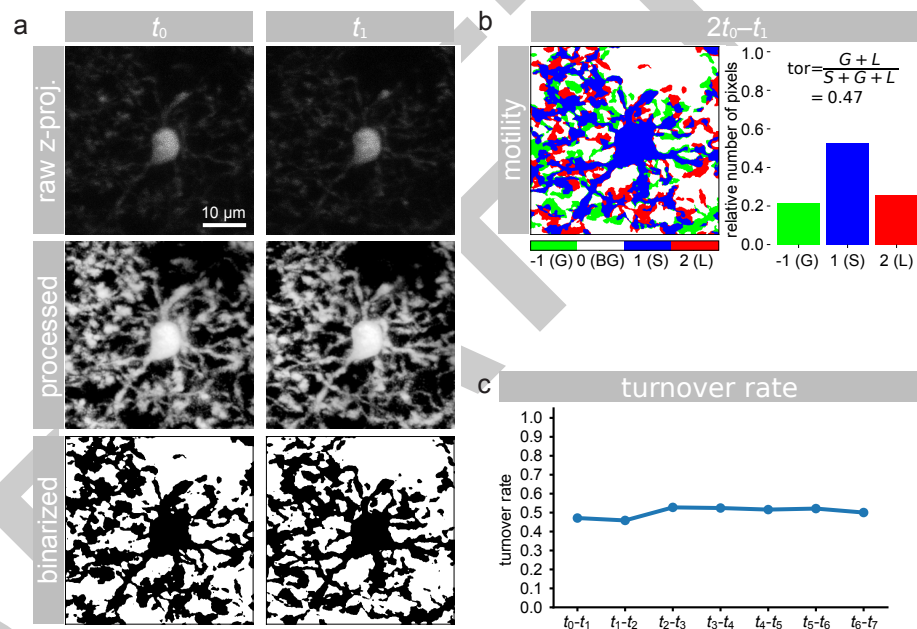 a
t0
t1
raw z-proj.
10 µm
processed
binarized
b
2t0–t1
motility
-1 (G)
0 (BG)
1 (S)
2 (L)
relative number of pixels
1.0
0.8
0.6
0.4
0.2
0.0
tor= G + L
S + G + L
= 0.47
-1 (G)
1 (S)
2 (L)
c
turnover rate
turnover rate
1.0
0.9
0.8
0.7
0.6
0.5
0.4
0.3
0.2
0.1
0.0
t0-t1
t1-t2
t2-t3
t3-t4
t4-t5
t5-t6
t6-t7